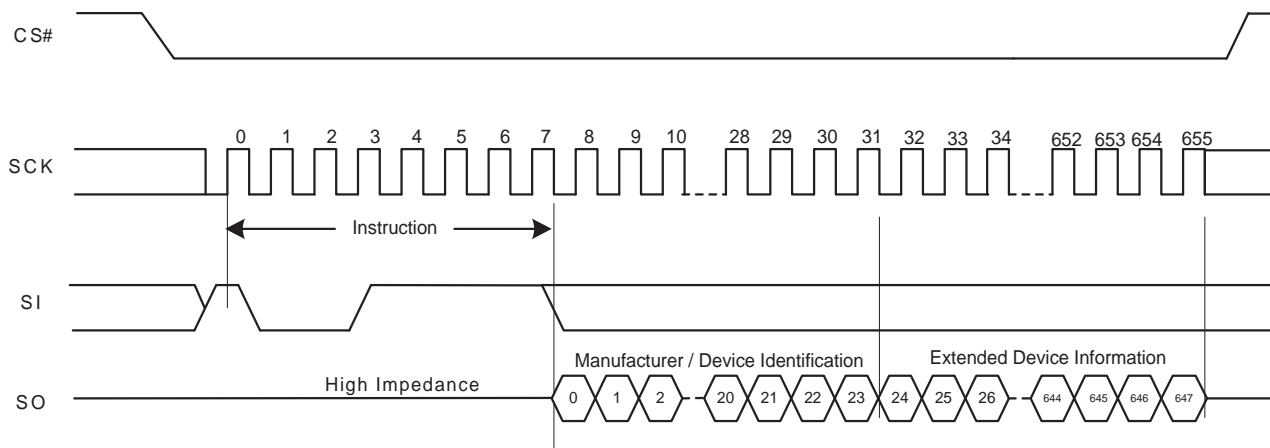 CS#
SCK
0 1 2 3 4 5 6 7 8 9 10 28 29 30 31 32 33 34 652 653 654 655
Instruction
SI
Manufacturer / Device Identification Extended Device Information
High Impedance
SO
0 1 2 20 21 22 23 24 25 26 644 645 646 647